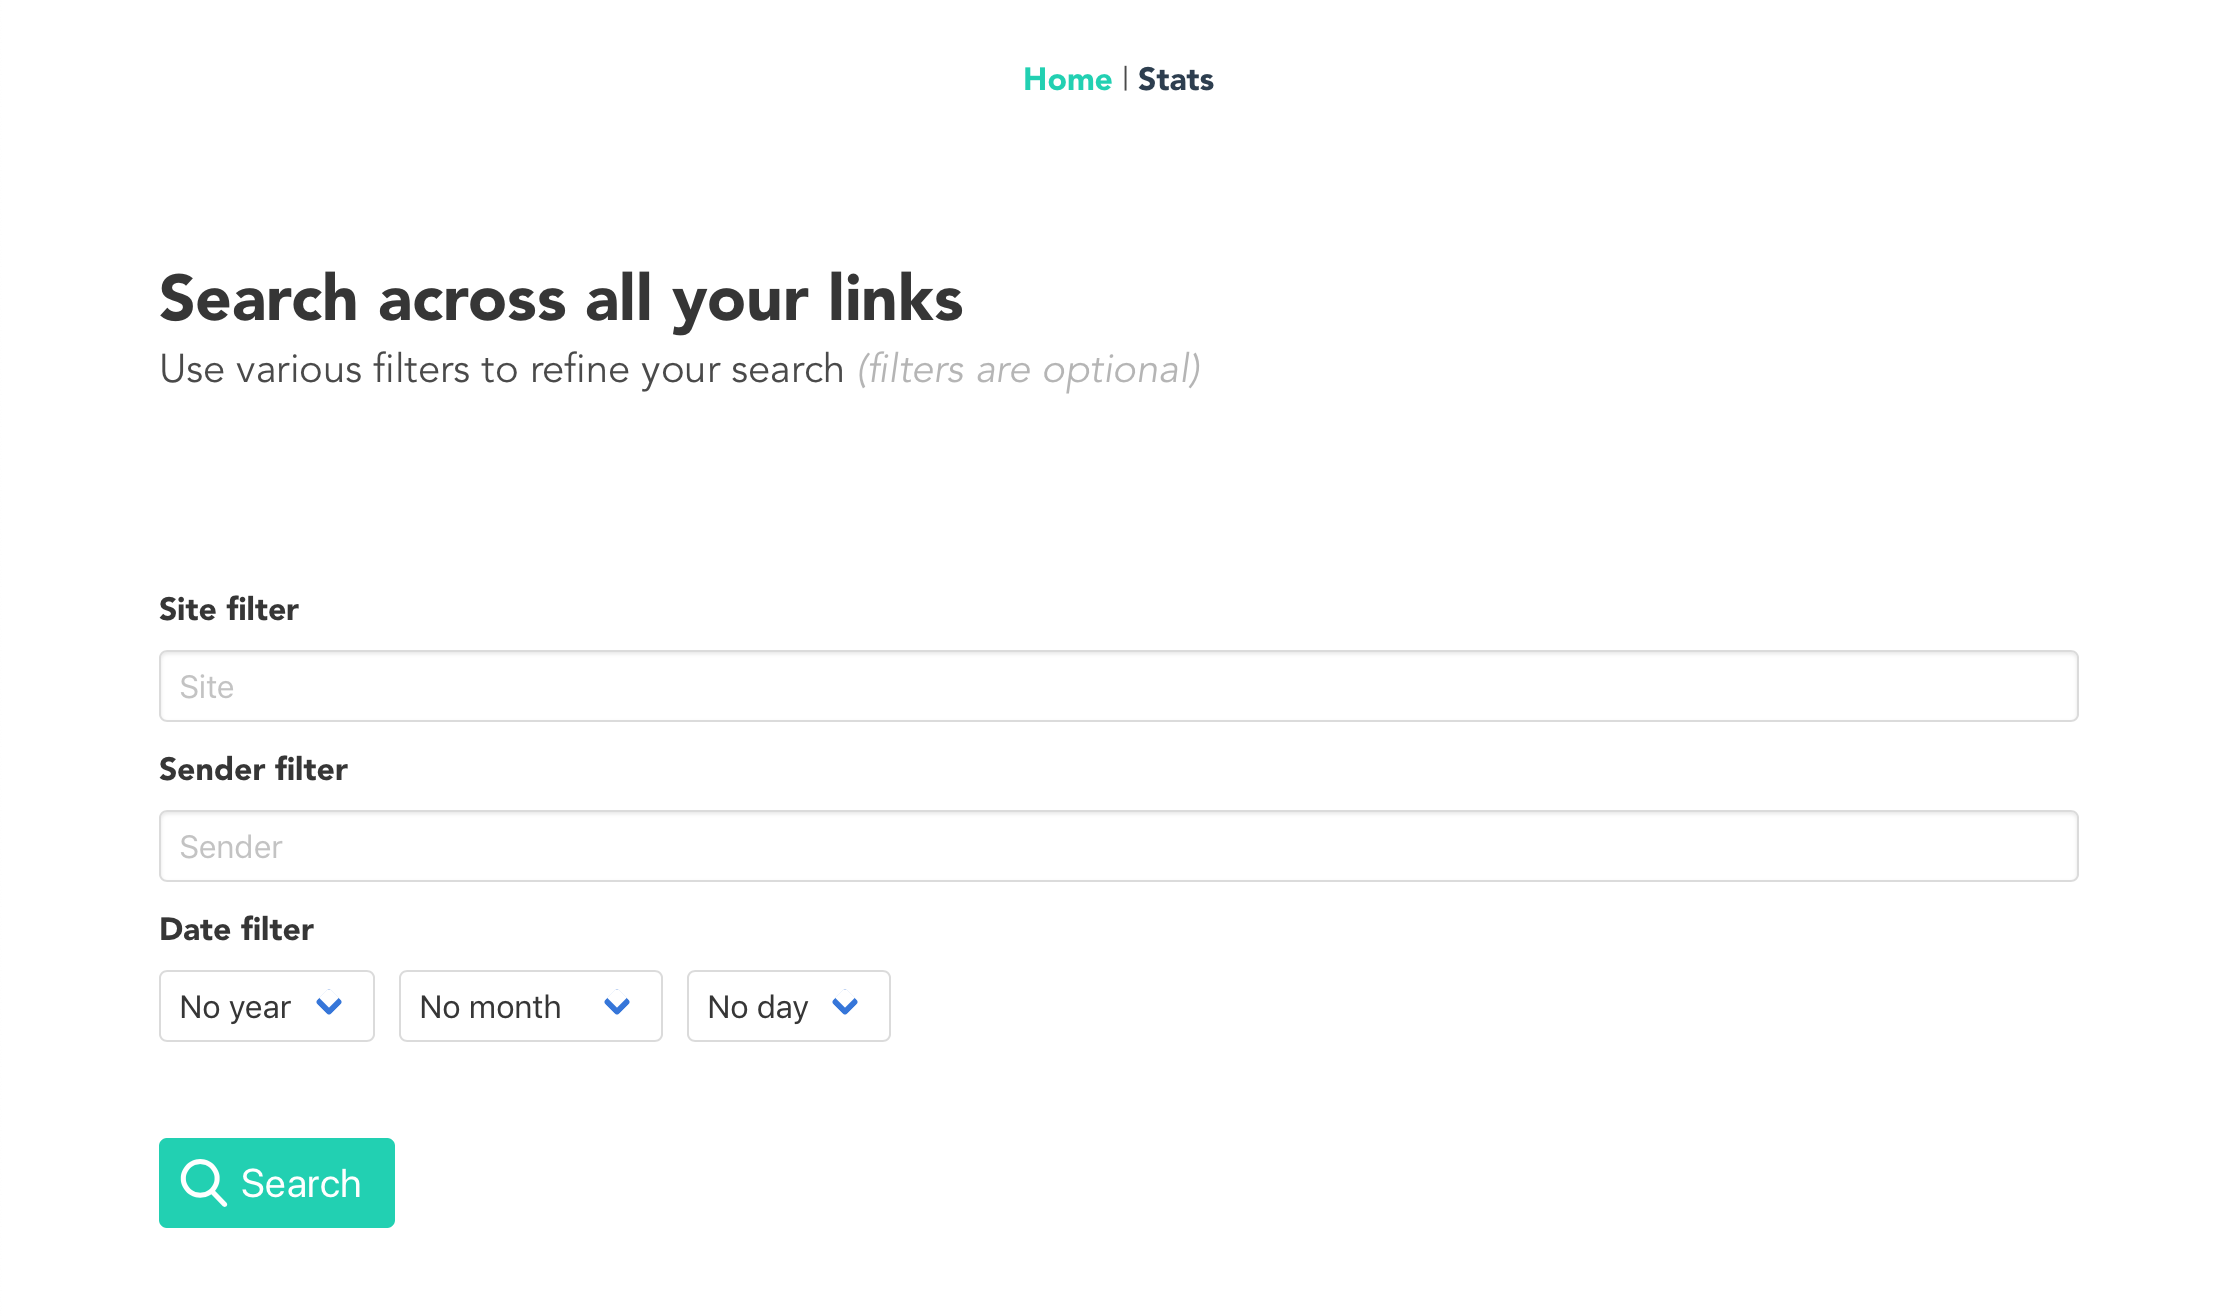 Home | Stats
Search across all your links
Use various filters to refine your search (filters are optional)
Site filter
Site
Sender filter
Sender
Date filter
No year No month No day
Search